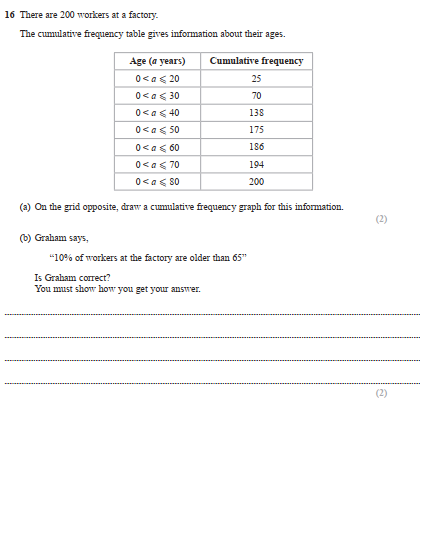 16 There are 200 workers at a factory.
The cumulative frequency table gives information about their ages.
Age (a years) Cumulative frequency
0 < a ⩽ 20 25
0 < a ⩽ 30 70
0 < a ⩽ 40 138
0 < a ⩽ 50 175
0 < a ⩽ 60 186
0 < a ⩽ 70 194
0 < a ⩽ 80 200
(a) On the grid opposite, draw a cumulative frequency graph for this information.
(2)
(b) Graham says,
“10% of workers at the factory are older than 65”
Is Graham correct?
You must show how you get your answer.
(2)